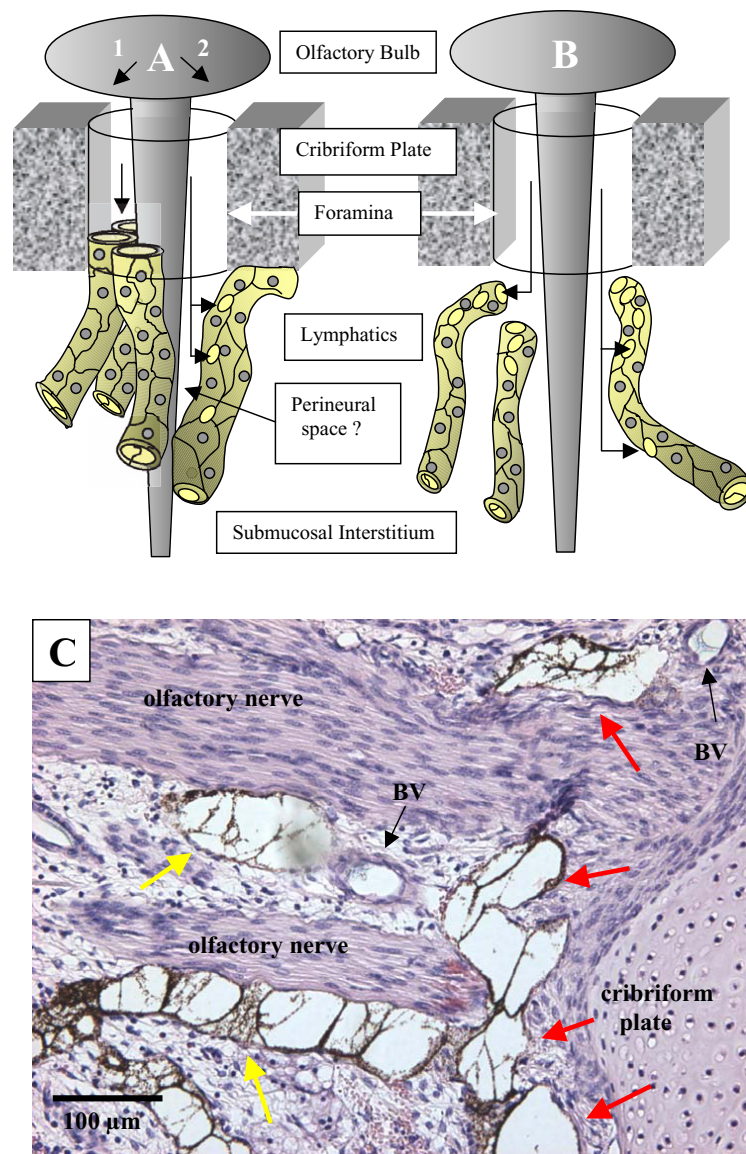 1 A 2
Olfactory Bulb
B
Cribriform Plate
Foramina
Lymphatics
Perineural
space ?
Submucosal Interstitium
C
olfactory nerve
BV
BV
olfactory nerve
cribriform
plate
100 µm